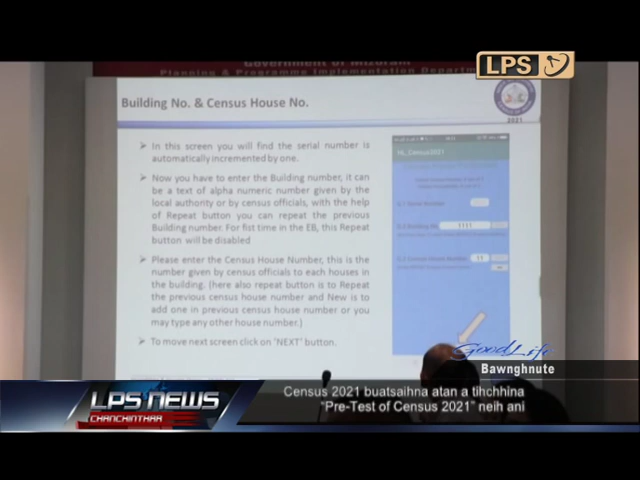 Government of Mizoram
Planning & Programme Implementation Departm
LPS
Building No. & Census House No.
2021
In this screen you will find the serial number is
automatically incremented by one.
Now you have to enter the Building number, it can
be a text of alpha numeric number given by the
local authority or by census officials, with the help
of Repeat button you can repeat the previous
Building number. For fist time in the EB, this Repeat
button will be disabled
Please enter the Census House Number, this is the
number given by census officials to each houses in
the building. (here also repeat button is to Repeat
the previous census house number and New is to
add one in previous census house number or you
may type any other house number.)
To move next screen click on 'NEXT' button.
HL_Census2021
1111
11
GoodLife
Bawnghnute
LPS NEWS
CHANCHINTHAR
Census 2021 buatsaihna atan a tihchhina
"Pre-Test of Census 2021" neih ani